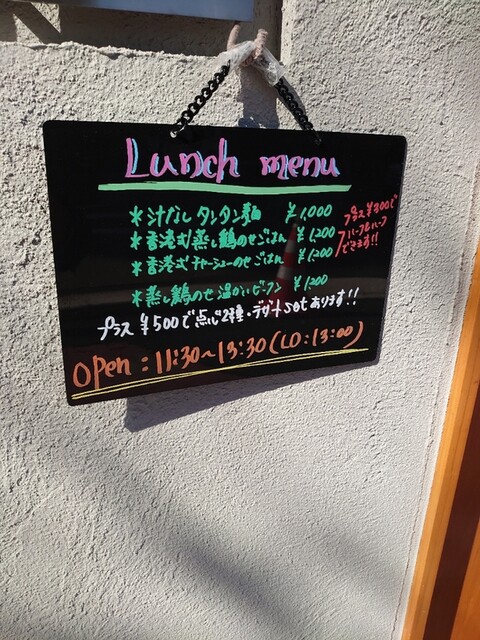 Lunch menu
*汁なしタンタン麺 ¥1,000
*香港式蒸し鶏のせごはん ¥1,200
*香港式チャーシューのせごはん ¥1,200
プラス¥200で
ハーフ&ハーフ
できます!!
*蒸し鶏のせ温かいビーフン ¥1,200
プラス¥500で点心2種・デザートsetあります!!
Open:11:30~13:30(LO:13:00)